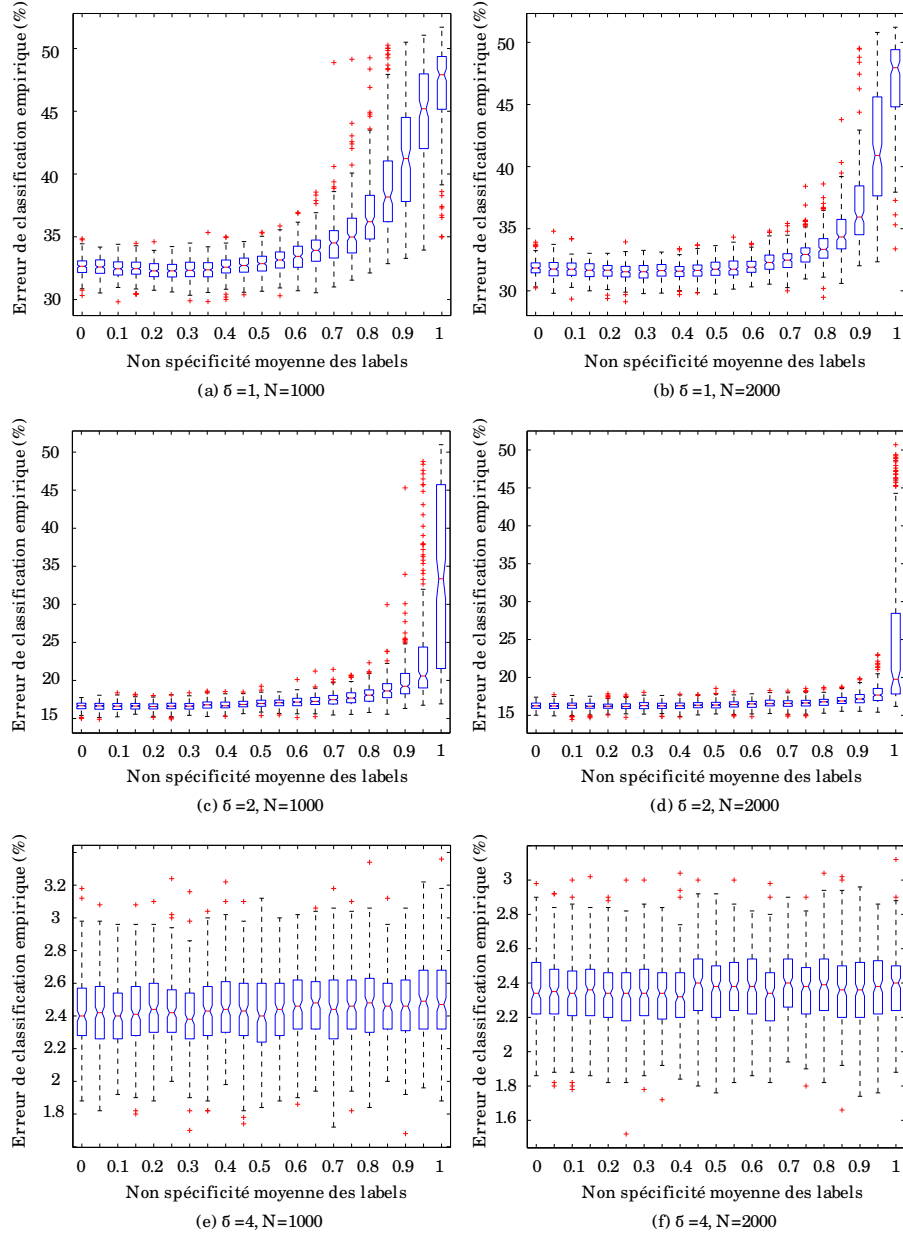 Erreur de classification empirique (%)
50
45
40
35
30
0 0.1 0.2 0.3 0.4 0.5 0.6 0.7 0.8 0.9 1
Non spécificité moyenne des labels
(a) δ =1, N=1000
Erreur de classification empirique (%)
50
45
40
35
30
0 0.1 0.2 0.3 0.4 0.5 0.6 0.7 0.8 0.9 1
Non spécificité moyenne des labels
(b) δ =1, N=2000
Erreur de classification empirique (%)
50
45
40
35
30
25
20
15
0 0.1 0.2 0.3 0.4 0.5 0.6 0.7 0.8 0.9 1
Non spécificité moyenne des labels
(c) δ =2, N=1000
Erreur de classification empirique (%)
50
45
40
35
30
25
20
15
0 0.1 0.2 0.3 0.4 0.5 0.6 0.7 0.8 0.9 1
Non spécificité moyenne des labels
(d) δ =2, N=2000
Erreur de classification empirique (%)
3.2
3
2.8
2.6
2.4
2.2
2
1.8
0 0.1 0.2 0.3 0.4 0.5 0.6 0.7 0.8 0.9 1
Non spécificité moyenne des labels
(e) δ =4, N=1000
Erreur de classification empirique (%)
3
2.8
2.6
2.4
2.2
2
1.8
1.6
0 0.1 0.2 0.3 0.4 0.5 0.6 0.7 0.8 0.9 1
Non spécificité moyenne des labels
(f) δ =4, N=2000